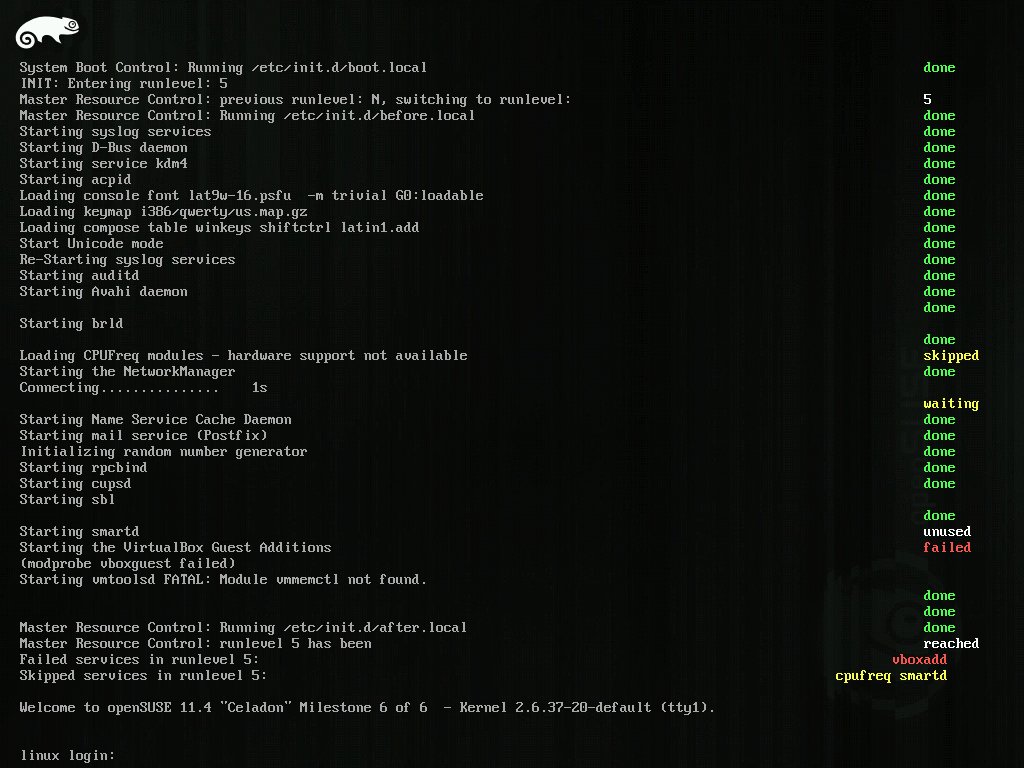 System Boot Control: Running /etc/init.d/boot.local done
INIT: Entering runlevel: 5
Master Resource Control: previous runlevel: N, switching to runlevel: 5
Master Resource Control: Running /etc/init.d/before.local done
Starting syslog services done
Starting D-Bus daemon done
Starting service kdm4 done
Starting acpid done
Loading console font lat9w-16.psfu  -m trivial G0:loadable done
Loading keymap i386/qwerty/us.map.gz done
Loading compose table winkeys shiftctrl latin1.add done
Start Unicode mode done
Re-Starting syslog services done
Starting auditd done
Starting Avahi daemon done
done
Starting brld
done
Loading CPUFreq modules - hardware support not available skipped
Starting the NetworkManager done
Connecting............... 1s
waiting
Starting Name Service Cache Daemon done
Starting mail service (Postfix) done
Initializing random number generator done
Starting rpcbind done
Starting cupsd done
Starting sbl
done
Starting smartd unused
Starting the VirtualBox Guest Additions failed
(modprobe vboxguest failed)
Starting vmtoolsd FATAL: Module vmmemctl not found.
done
done
Master Resource Control: Running /etc/init.d/after.local done
Master Resource Control: runlevel 5 has been reached
Failed services in runlevel 5: vboxadd
Skipped services in runlevel 5: cpufreq smartd
Welcome to openSUSE 11.4 "Celadon" Milestone 6 of 6  - Kernel 2.6.37-20-default (tty1).
linux login: